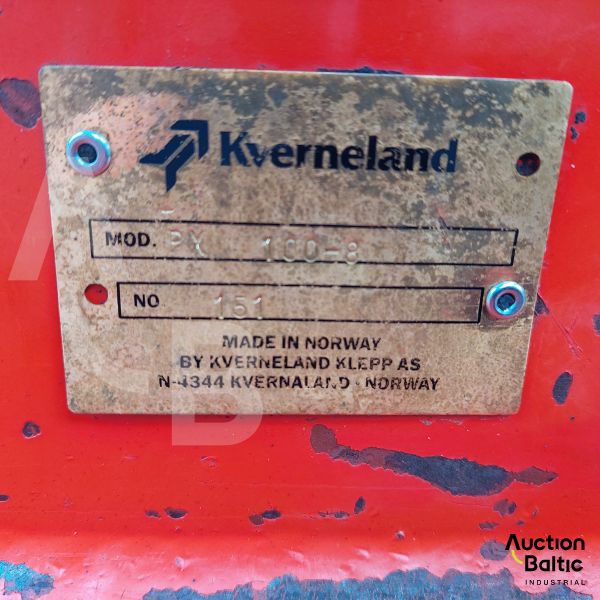 Kverneland
MOD. PX 100-8
NO 151
MADE IN NORWAY
BY KVERNELAND KLEPP AS
N-4344 KVERNALAND - NORWAY
Auction
Baltic
INDUSTRIAL